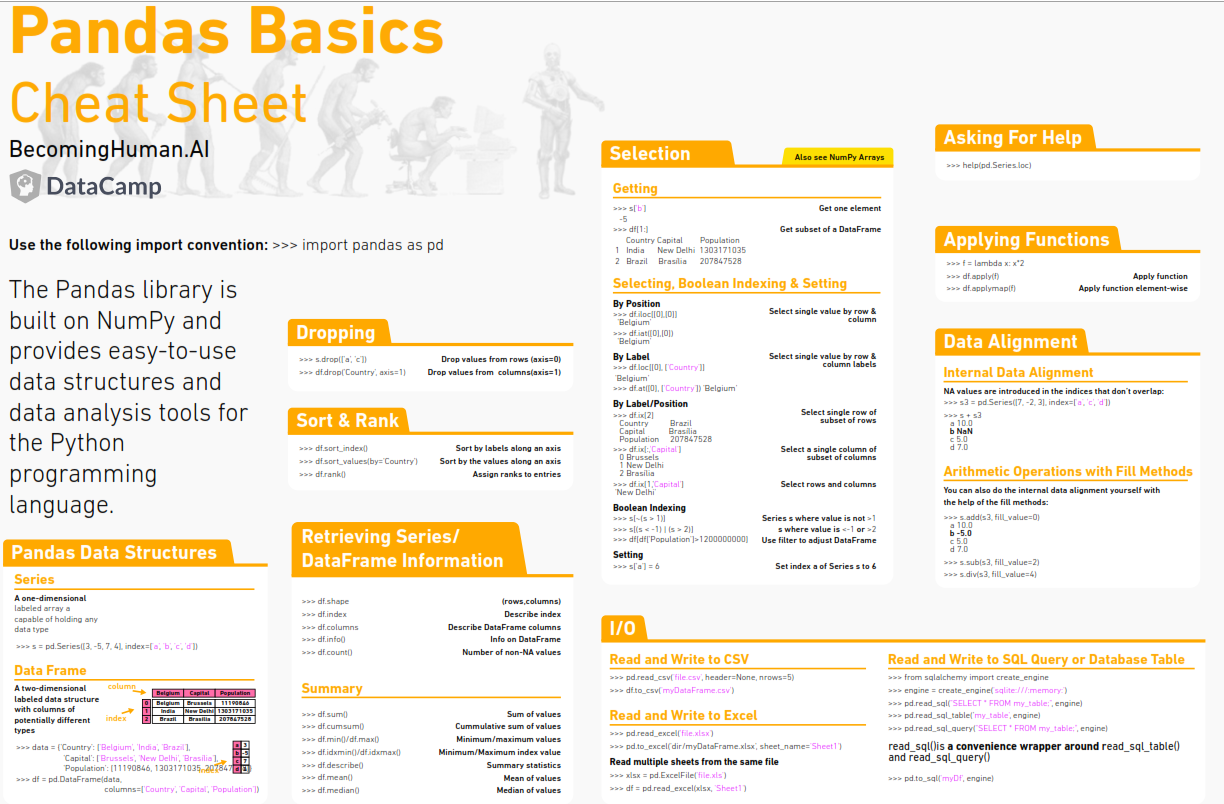 Pandas Basics
Cheat Sheet
BecomingHuman.AI
DataCamp
Use the following import convention: >>> import pandas as pd
The Pandas library is
built on NumPy and
provides easy-to-use
data structures and
data analysis tools for
the Python
programming
language.
Pandas Data Structures
Series
A one-dimensional
labeled array a
capable of holding any
data type
>>> s = pd.Series([3, -5, 7, 4], index=['a', 'b', 'c', 'd'])
Data Frame
A two-dimensional
labeled data structure
with columns of
potentially different
types
column
index
Belgium Capital Population
0 Belgium Brussels 11190846
1 India New Delhi 1303171035
2 Brazil Brasilia 207847528
>>> data = {'Country': ['Belgium', 'India', 'Brazil'],
'Capital': ['Brussels', 'New Delhi', 'Brasília'],
'Population': [11190846, 1303171035, 207847
a 3
b -5
c 7
d 4
>>> df = pd.DataFrame(data,
columns=['Country', 'Capital', 'Population'])
Dropping
>>> s.drop(['a', 'c']) Drop values from rows (axis=0)
>>> df.drop('Country', axis=1) Drop values from columns(axis=1)
Sort & Rank
>>> df.sort_index() Sort by labels along an axis
>>> df.sort_values(by='Country') Sort by the values along an axis
>>> df.rank() Assign ranks to entries
Retrieving Series/
DataFrame Information
>>> df.shape (rows,columns)
>>> df.index Describe index
>>> df.columns Describe DataFrame columns
>>> df.info() Info on DataFrame
>>> df.count() Number of non-NA values
Summary
>>> df.sum() Sum of values
>>> df.cumsum() Cummulative sum of values
>>> df.min()/df.max() Minimum/maximum values
>>> df.idxmin()/df.idxmax() Minimum/Maximum index value
>>> df.describe() Summary statistics
>>> df.mean() Mean of values
>>> df.median() Median of values
Selection
Also see NumPy Arrays
Getting
>>> s['b'] Get one element
-5
>>> df[1:] Get subset of a DataFrame
Country Capital Population
1 India New Delhi 1303171035
2 Brazil Brasília 207847528
Selecting, Boolean Indexing & Setting
By Position
>>> df.iloc([0],[0]) Select single value by row &
'Belgium' column
>>> df.iat([0],[0])
'Belgium'
By Label
>>> df.loc([0], ['Country']) Select single value by row &
'Belgium' column labels
>>> df.at([0], ['Country']) 'Belgium'
By Label/Position
>>> df.ix[2] Select single row of
Country Brazil subset of rows
Capital Brasília
Population 207847528
>>> df.ix[:,'Capital'] Select a single column of
0 Brussels subset of columns
1 New Delhi
2 Brasília
>>> df.ix[1,'Capital'] Select rows and columns
'New Delhi'
Boolean Indexing
>>> s[~(s > 1)] Series s where value is not >1
>>> s[(s < -1) | (s > 2)] s where value is <-1 or >2
>>> df[df['Population']>1200000000] Use filter to adjust DataFrame
Setting
>>> s['a'] = 6 Set index a of Series s to 6
Asking For Help
>>> help(pd.Series.loc)
Applying Functions
>>> f = lambda x: x*2
>>> df.apply(f) Apply function
>>> df.applymap(f) Apply function element-wise
Data Alignment
Internal Data Alignment
NA values are introduced in the indices that don't overlap:
>>> s3 = pd.Series([7, -2, 3], index=['a', 'c', 'd'])
>>> s + s3
a 10.0
b NaN
c 5.0
d 7.0
Arithmetic Operations with Fill Methods
You can also do the internal data alignment yourself with
the help of the fill methods:
>>> s.add(s3, fill_value=0)
a 10.0
b -5.0
c 5.0
d 7.0
>>> s.sub(s3, fill_value=2)
>>> s.div(s3, fill_value=4)
I/O
Read and Write to CSV
>>> pd.read_csv('file.csv', header=None, nrows=5)
>>> df.to_csv('myDataFrame.csv')
Read and Write to Excel
>>> pd.read_excel('file.xlsx')
>>> pd.to_excel('dir/myDataFrame.xlsx', sheet_name='Sheet1')
Read multiple sheets from the same file
>>> xlsx = pd.ExcelFile('file.xls')
>>> df = pd.read_excel(xlsx, 'Sheet1')
Read and Write to SQL Query or Database Table
>>> from sqlalchemy import create_engine
>>> engine = create_engine('sqlite:///:memory:')
>>> pd.read_sql("SELECT * FROM my_table;", engine)
>>> pd.read_sql_table('my_table', engine)
>>> pd.read_sql_query("SELECT * FROM my_table;", engine)
read_sql()is a convenience wrapper around read_sql_table()
and read_sql_query()
>>> pd.to_sql('myDf', engine)